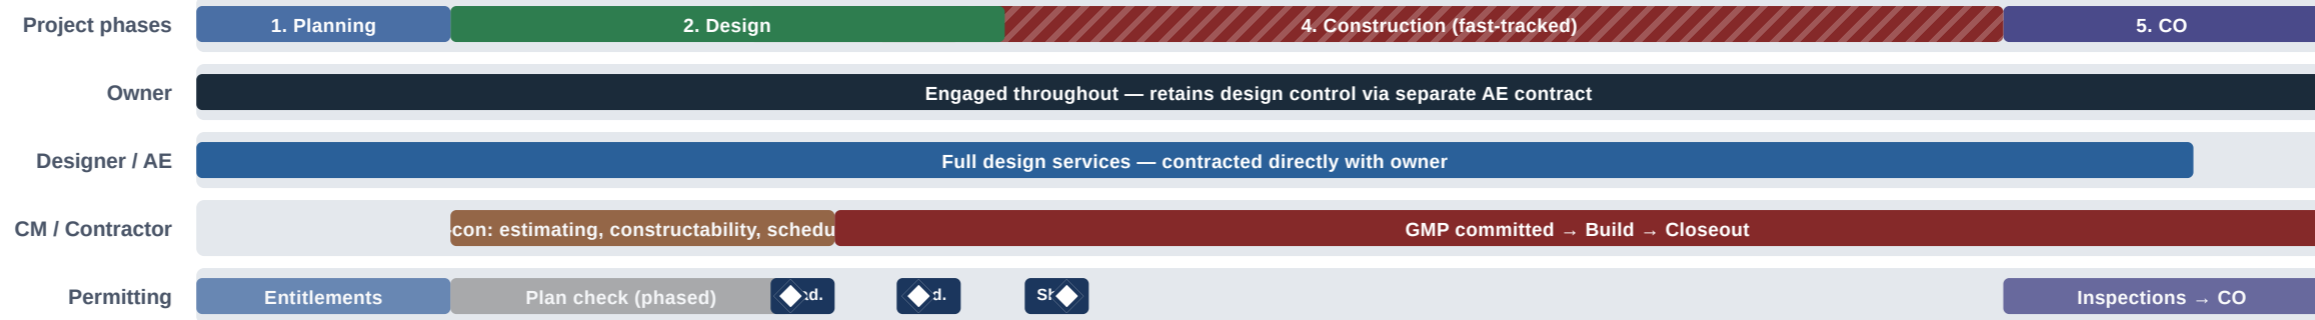 Project phases 1. Planning 2. Design 4. Construction (fast-tracked) 5. CO
Owner Engaged throughout — retains design control via separate AE contract
Designer / AE Full design services — contracted directly with owner
CM / Contractor con: estimating, constructability, schedu GMP committed → Build → Closeout
Permitting Entitlements Plan check (phased) d. d. Inspections → CO